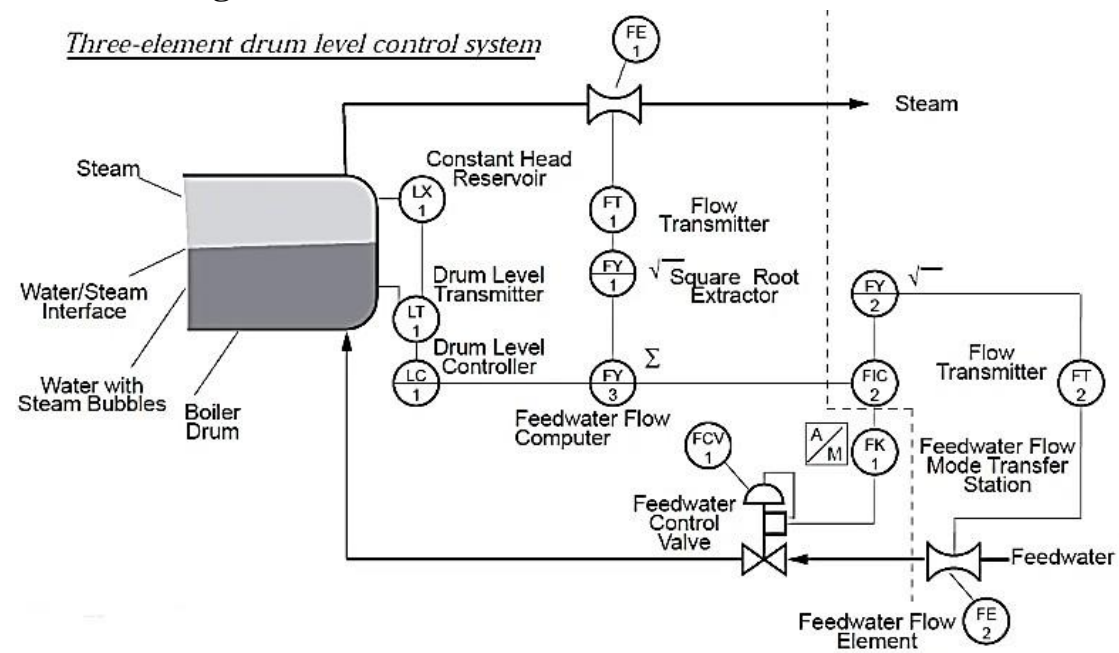 Three-element drum level control system
FE
1
Steam
Steam
Constant Head
Reservoir
LX
1
FT
1
Flow
Transmitter
Water/Steam
Interface
Drum Level
Transmitter
LT
1
FY
1
√ Square Root
Extractor
FY
2
√
Drum Level
Controller
LC
1
FY
3
Σ
FIC
2
Flow
Transmitter
FT
2
Water with
Steam Bubbles
Boiler
Drum
Feedwater Flow
Computer
FCV
1
A/M
FK
1
Feedwater Flow
Mode Transfer
Station
Feedwater
Control
Valve
Feedwater
Feedwater Flow
Element
FE
2